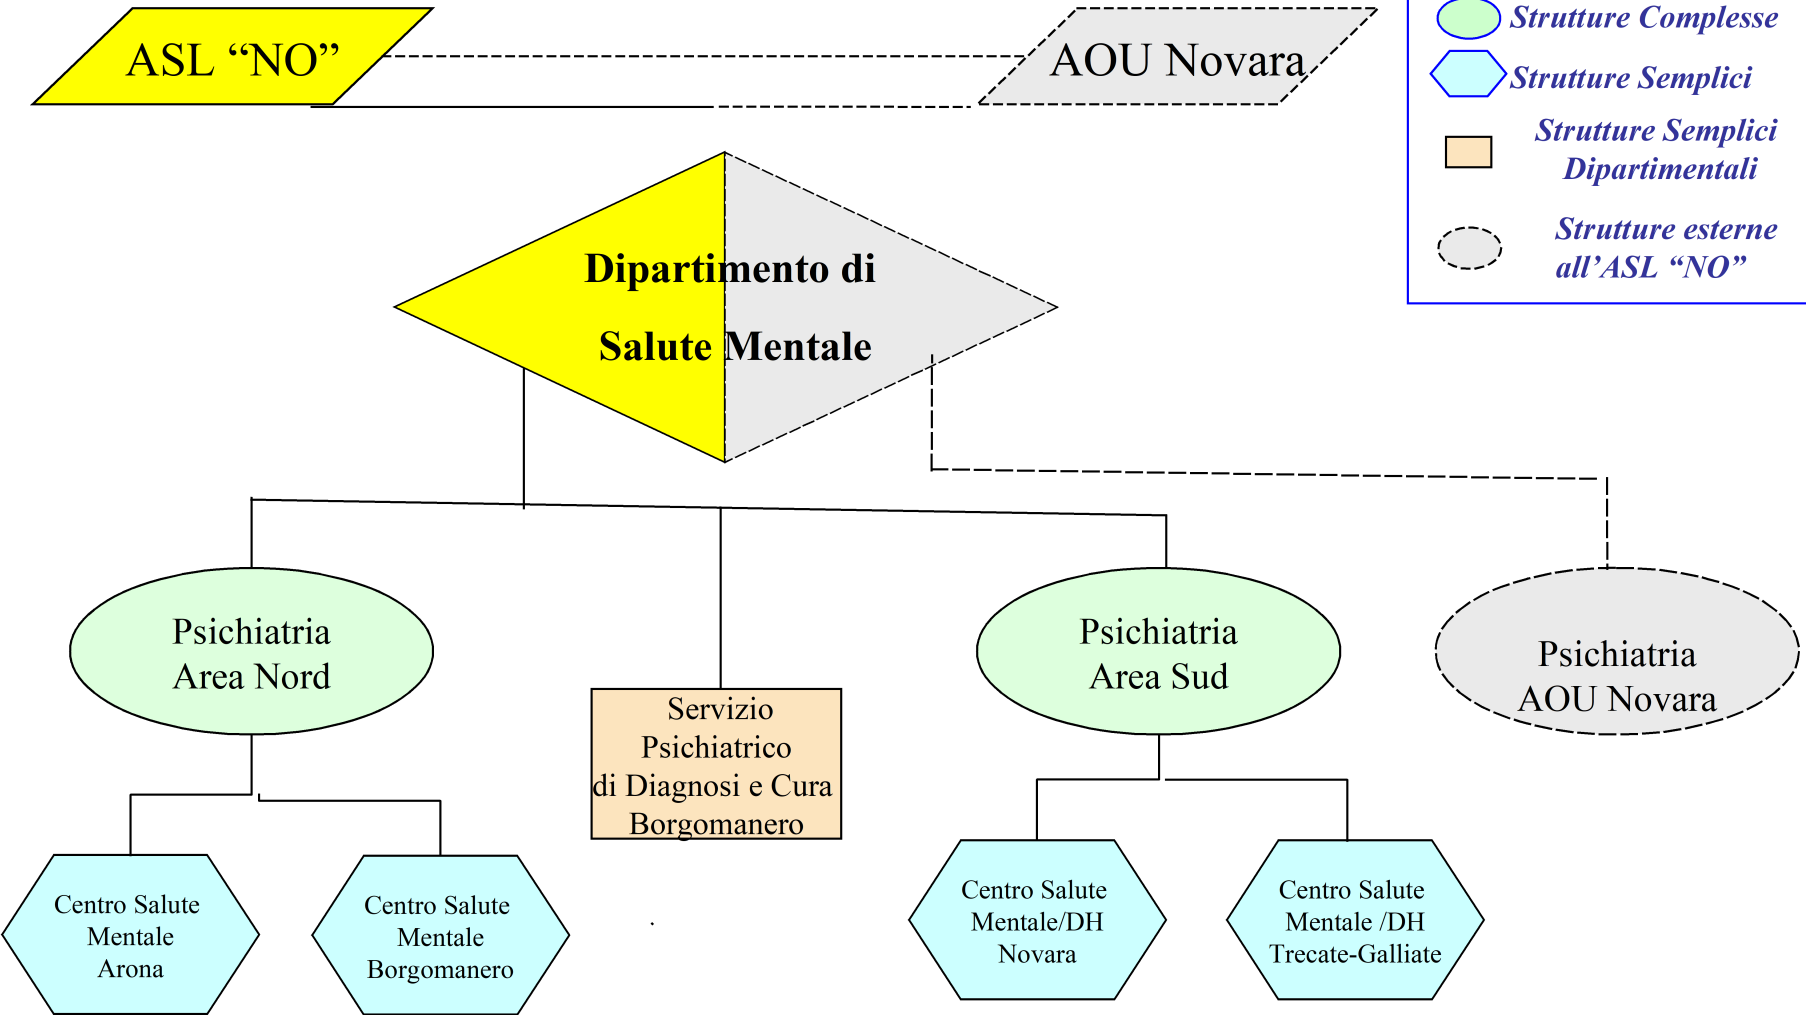 ASL “NO”
AOU Novara
Strutture Complesse
Strutture Semplici
Strutture Semplici
Dipartimentali
Strutture esterne
all’ASL “NO”
Dipartimento di
Salute Mentale
Psichiatria
Area Nord
Servizio
Psichiatrico
di Diagnosi e Cura
Borgomanero
Psichiatria
Area Sud
Psichiatria
AOU Novara
Centro Salute
Mentale
Arona
Centro Salute
Mentale
Borgomanero
.
Centro Salute
Mentale/DH
Novara
Centro Salute
Mentale /DH
Trecate-Galliate